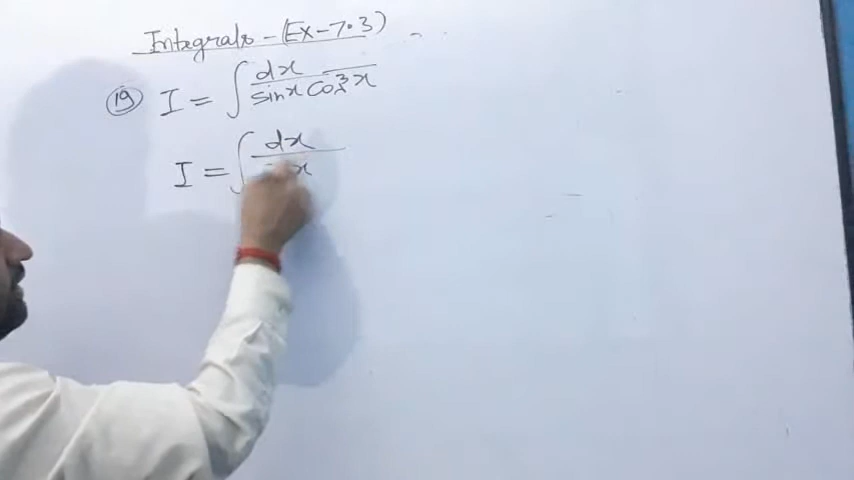 Integrals - (Ex-7.3)
(19) I = ∫ dx / sinx Cos³x
I = ∫ dx / x